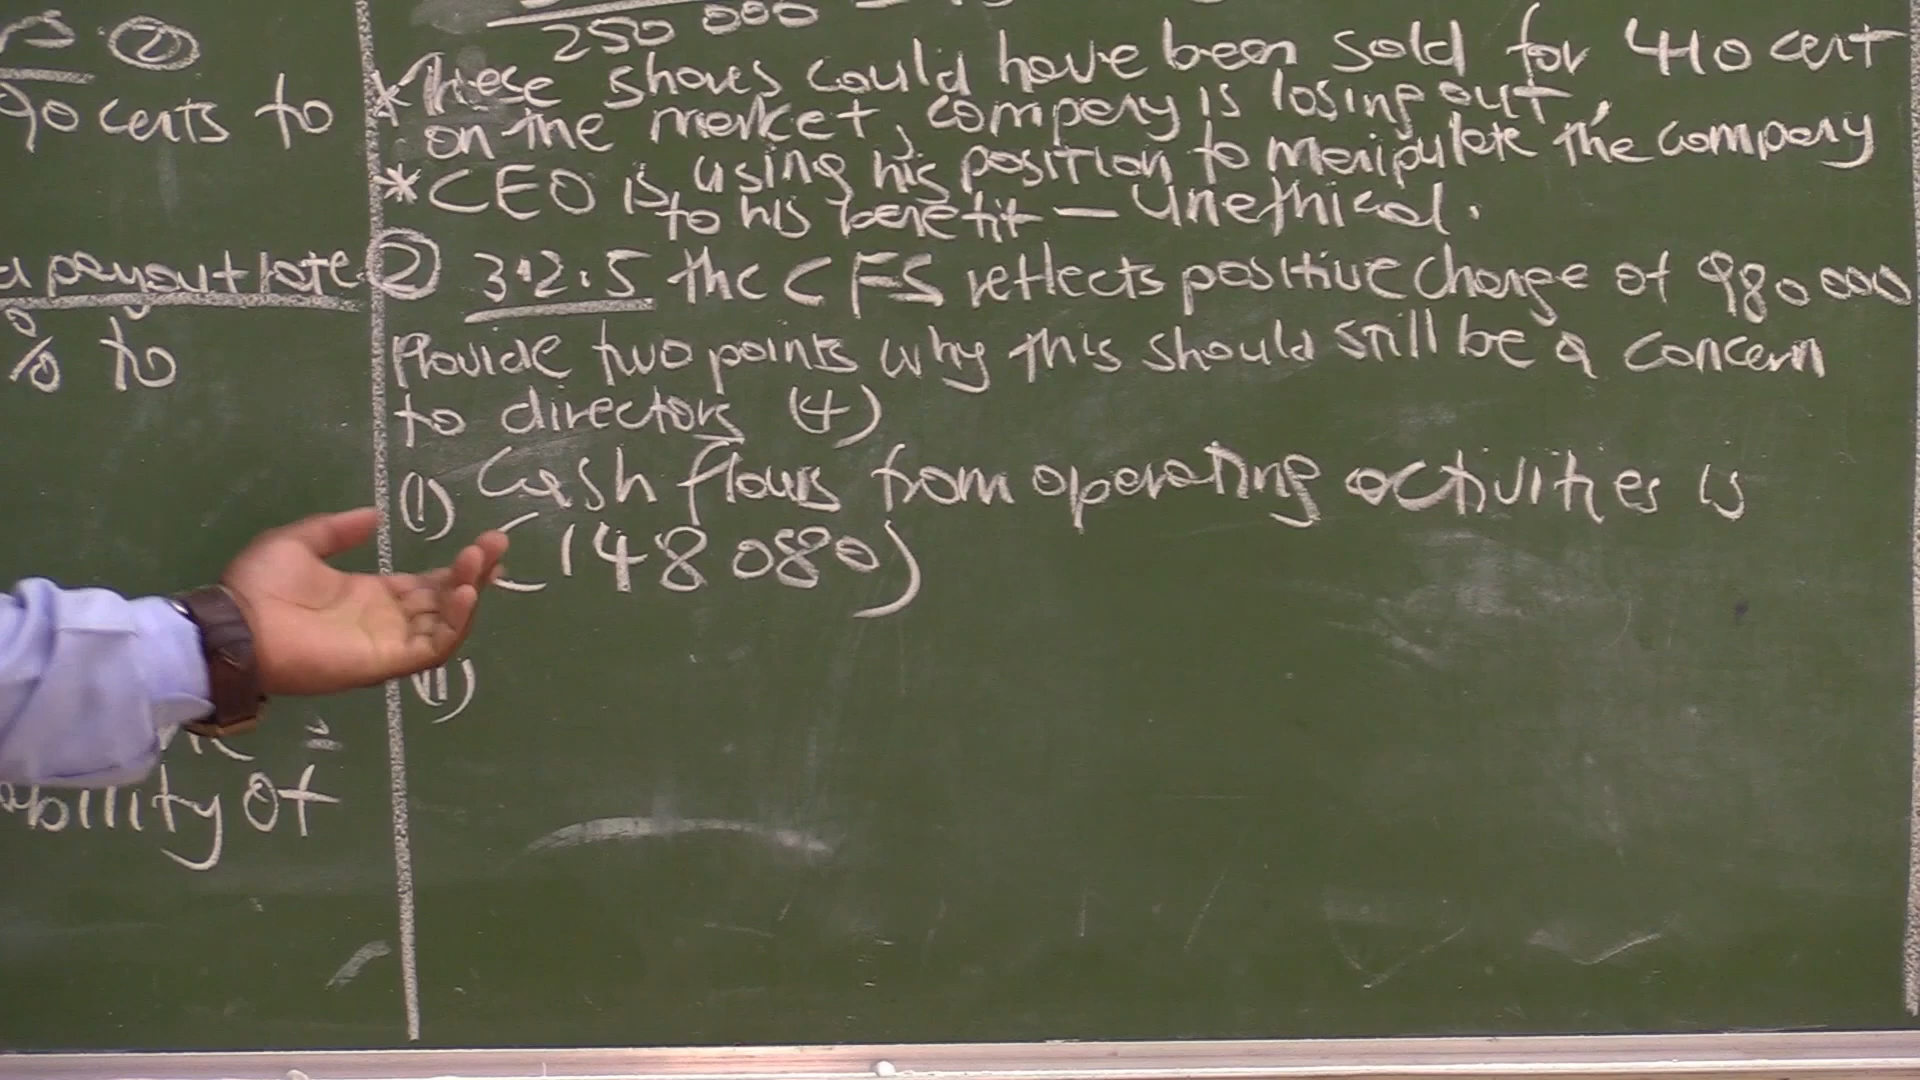 ②
90 cents to
a payout rate
% % to
ability of
250 000
* These shares could have been sold for 410 cent
on the market, company is losing out,
* CEO is using his position to manipulate the company
to his benefit — unethical.
② 3.2.5 The CFS reflects positive change of 980 000
Provide two points why this should still be a concern
to directors (4)
(i) Cash flows from operating activities is
(148 080)
(ii)